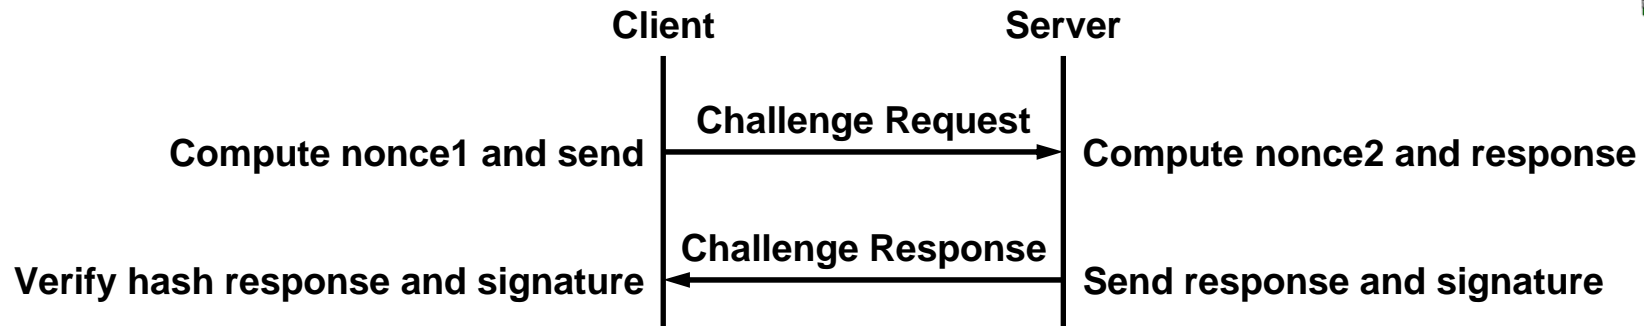 Client
Server
Challenge Request
Compute nonce1 and send
Compute nonce2 and response
Challenge Response
Verify hash response and signature
Send response and signature